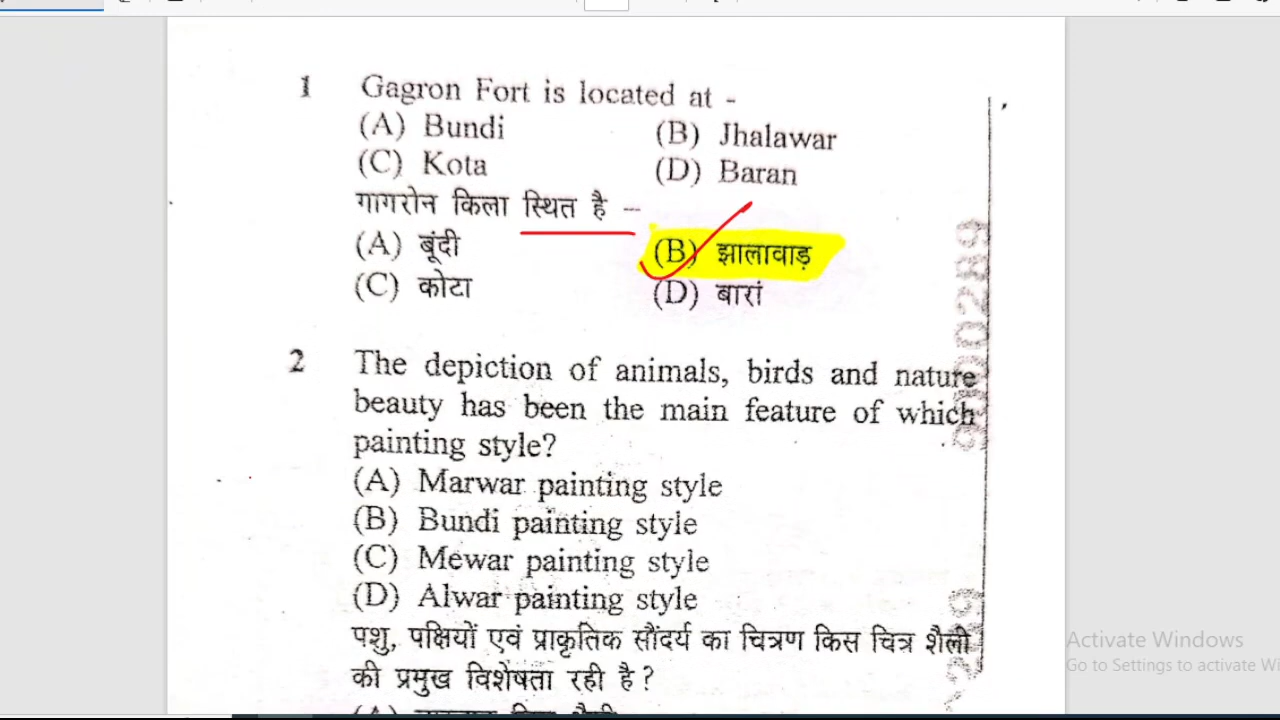 1 Gagron Fort is located at -
(A) Bundi (B) Jhalawar
(C) Kota (D) Baran
गागरोन किला स्थित है –
(A) बूंदी (B) झालावाड़
(C) कोटा (D) बारां
2 The depiction of animals, birds and nature
beauty has been the main feature of which
painting style?
(A) Marwar painting style
(B) Bundi painting style
(C) Mewar painting style
(D) Alwar painting style
पशु, पक्षियों एवं प्राकृतिक सौंदर्य का चित्रण किस चित्र शैली
की प्रमुख विशेषता रही है ?
Activate Windows
Go to Settings to activate Wi